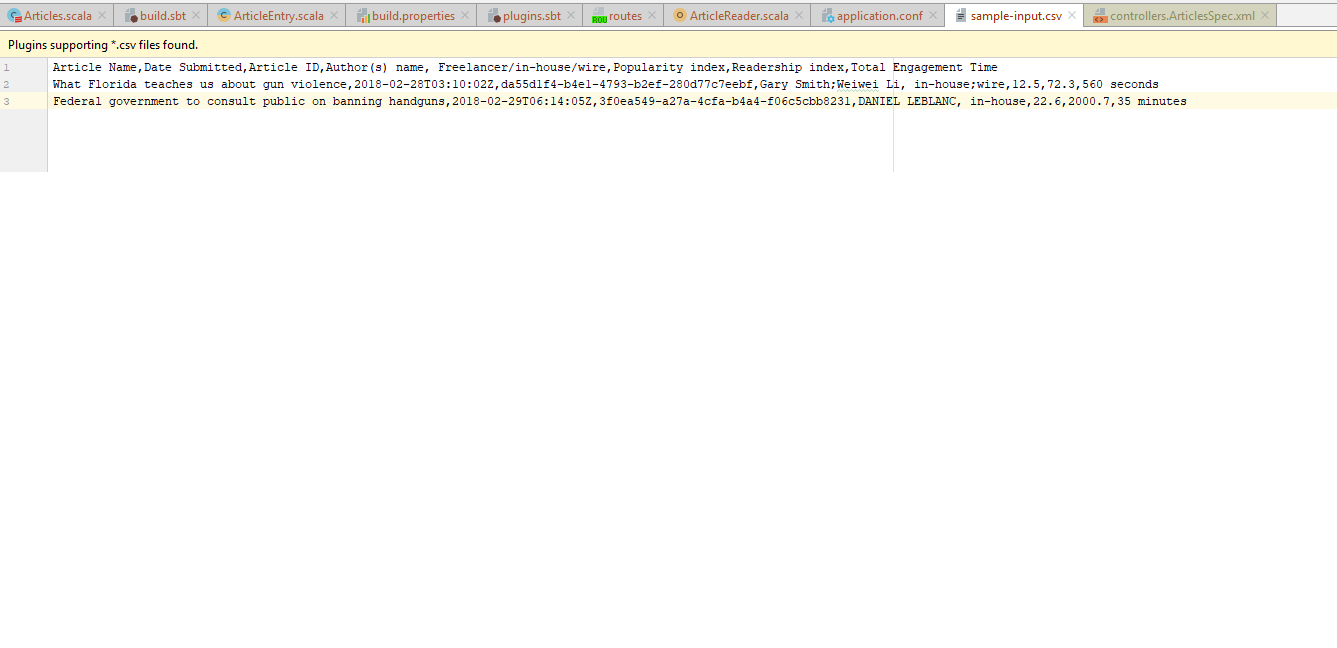 Articles.scala build.sbt ArticleEntry.scala build.properties plugins.sbt routes ArticleReader.scala application.conf sample-input.csv controllers.ArticlesSpec.xml
Plugins supporting *.csv files found.
1 Article Name,Date Submitted,Article ID,Author(s) name, Freelancer/in-house/wire,Popularity index,Readership index,Total Engagement Time
2 What Florida teaches us about gun violence,2018-02-28T03:10:02Z,da55d1f4-b4e1-4793-b2ef-280d77c7eebf,Gary Smith;Weiwei Li, in-house;wire,12.5,72.3,560 seconds
3 Federal government to consult public on banning handguns,2018-02-29T06:14:05Z,3f0ea549-a27a-4cfa-b4a4-f06c5cbb8231,DANIEL LEBLANC, in-house,22.6,2000.7,35 minutes